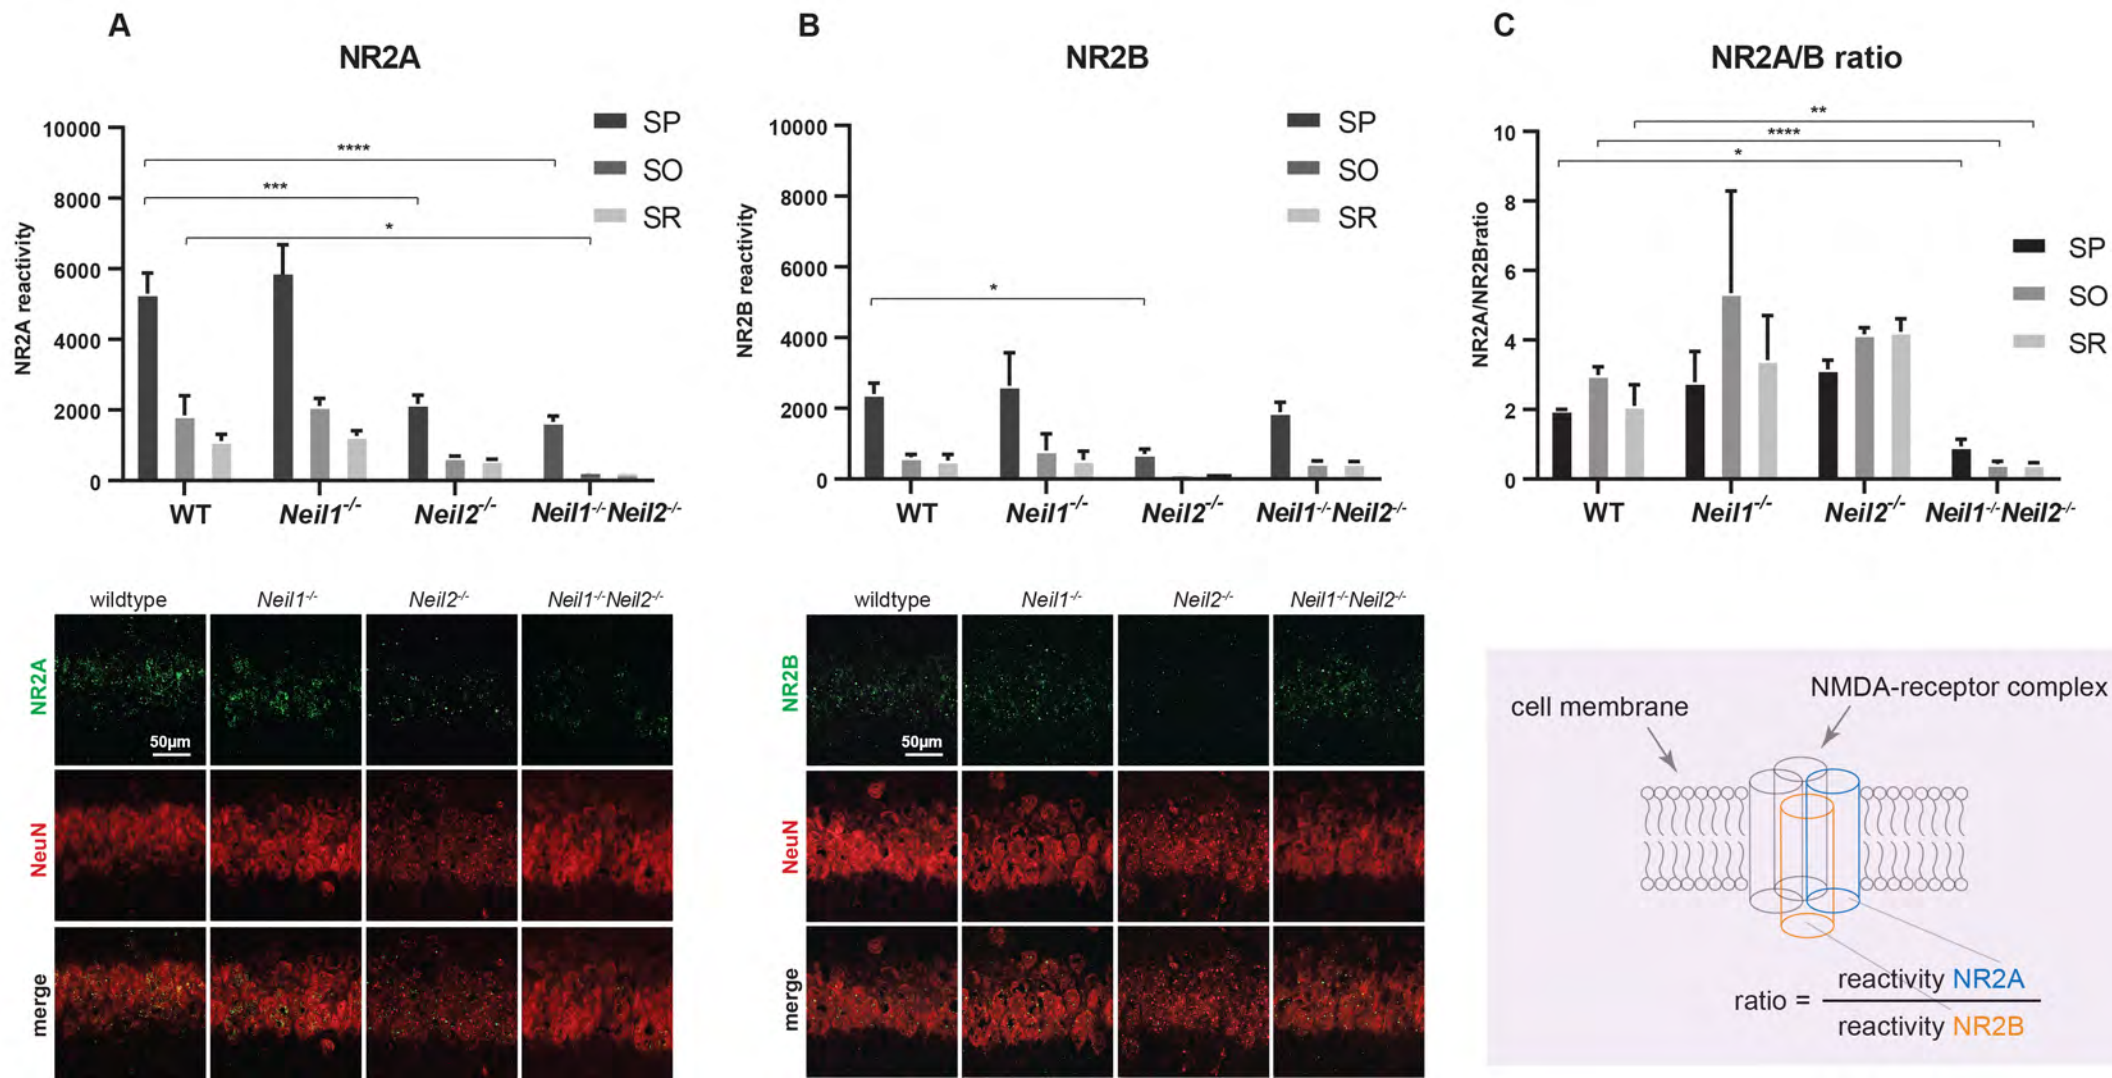 A
NR2A
10000
8000
6000
4000
2000
0
NR2A reactivity
****
***
*
SP
SO
SR
WT
Neil1-/-
Neil2-/-
Neil1-/-Neil2-/-
B
NR2B
10000
8000
6000
4000
2000
0
NR2B reactivity
*
SP
SO
SR
WT
Neil1-/-
Neil2-/-
Neil1-/-Neil2-/-
C
NR2A/B ratio
10
8
6
4
2
0
NR2A/NR2Bratio
**
****
*
SP
SO
SR
WT
Neil1-/-
Neil2-/-
Neil1-/-Neil2-/-
wildtype
Neil1-/-
Neil2-/-
Neil1-/-Neil2-/-
NR2A
50µm
NeuN
merge
wildtype
Neil1-/-
Neil2-/-
Neil1-/-Neil2-/-
NR2B
50µm
NeuN
merge
NMDA-receptor complex
cell membrane
reactivity NR2A
ratio =
reactivity NR2B